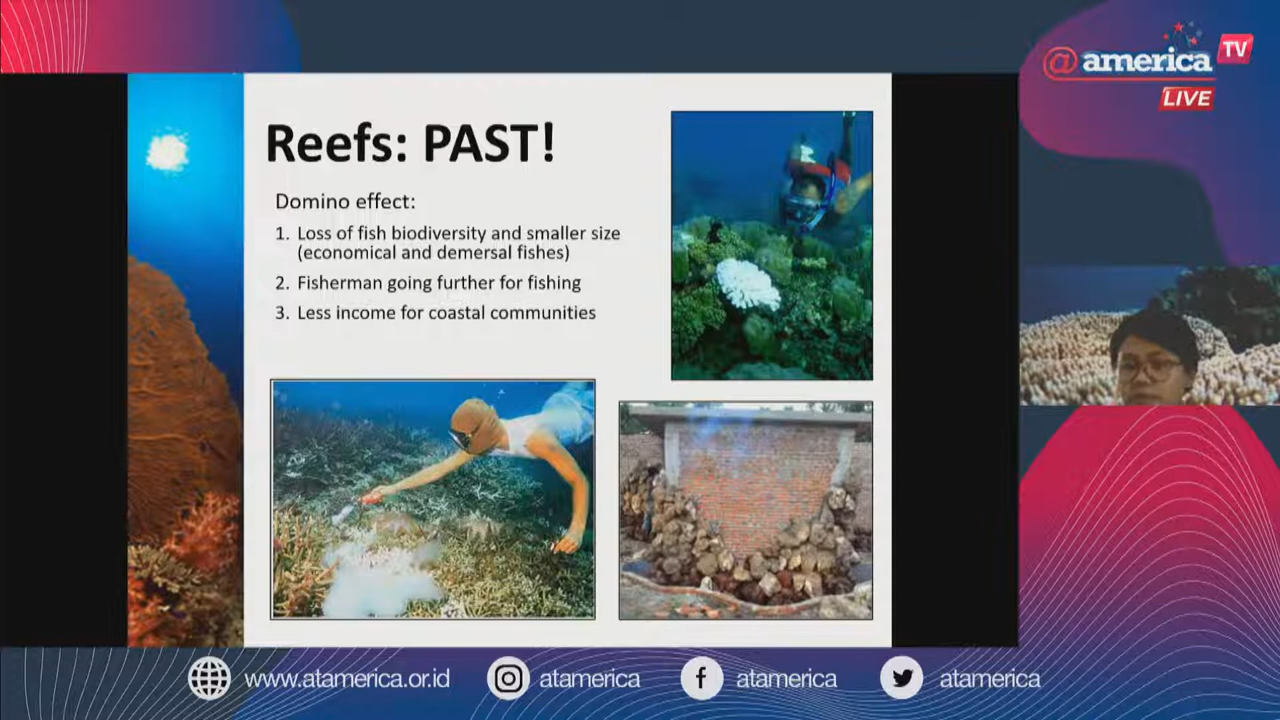 @america TV
LIVE
Reefs: PAST!
Domino effect:
1. Loss of fish biodiversity and smaller size
(economical and demersal fishes)
2. Fisherman going further for fishing
3. Less income for coastal communities
www.atamerica.or.id atamerica atamerica atamerica